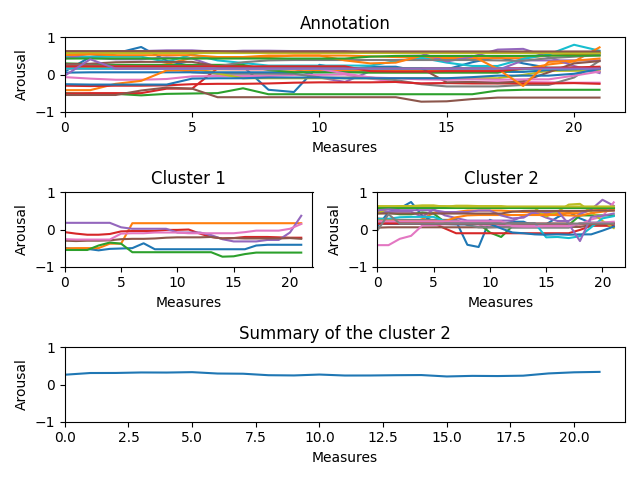 Annotation
1
0
-1
Arousal
0 5 10 15 20
Measures
Cluster 1 Cluster 2
1 1
0 0
-1 -1
Arousal Arousal
0 5 10 15 20 0 5 10 15 20
Measures Measures
Summary of the cluster 2
1
0
-1
Arousal
0.0 2.5 5.0 7.5 10.0 12.5 15.0 17.5 20.0
Measures